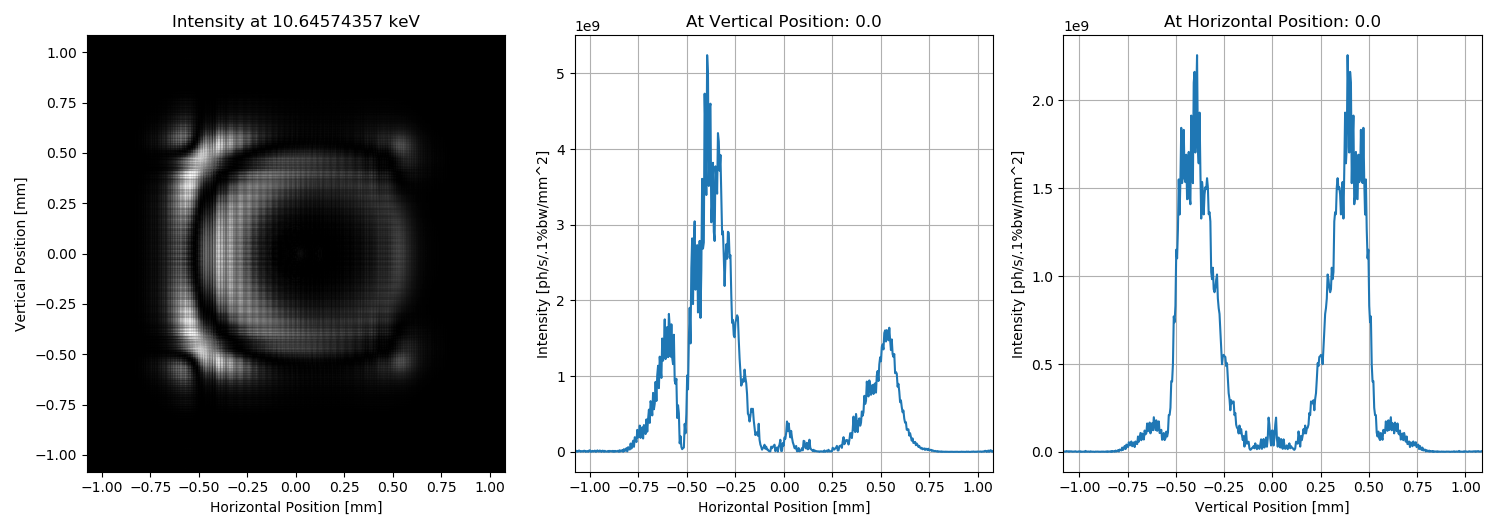 Intensity at 10.64574357 keV
1.00
0.75
0.50
0.25
0.00
−0.25
−0.50
−0.75
−1.00
Vertical Position [mm]
−1.00 −0.75 −0.50 −0.25 0.00 0.25 0.50 0.75 1.00
Horizontal Position [mm]
At Vertical Position: 0.0
1e9
5
4
3
2
1
0
Intensity [ph/s/.1%bw/mm^2]
−1.00 −0.75 −0.50 −0.25 0.00 0.25 0.50 0.75 1.00
Horizontal Position [mm]
At Horizontal Position: 0.0
1e9
2.0
1.5
1.0
0.5
0.0
Intensity [ph/s/.1%bw/mm^2]
−1.00 −0.75 −0.50 −0.25 0.00 0.25 0.50 0.75 1.00
Vertical Position [mm]